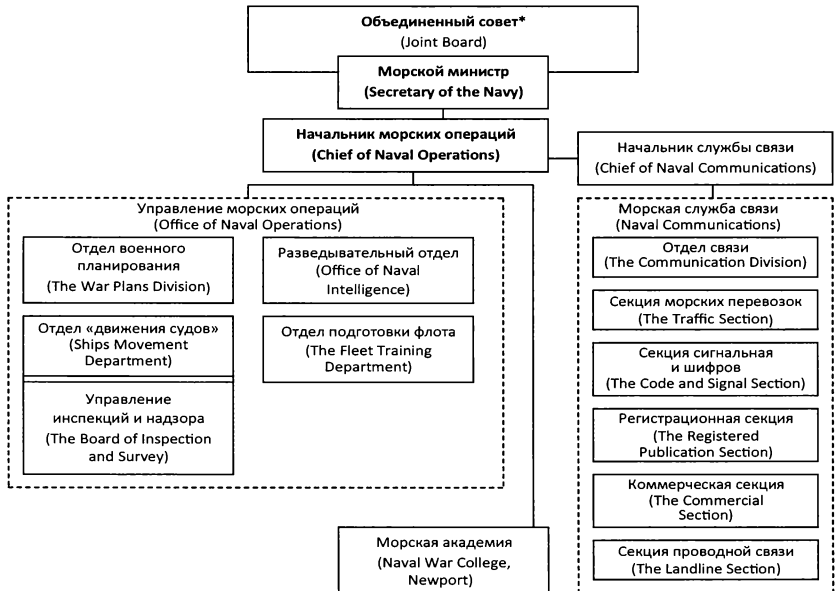 Объединенный совет*
(Joint Board)
Морской министр
(Secretary of the Navy)
Начальник морских операций
(Chief of Naval Operations)
Начальник службы связи
(Chief of Naval Communications)
Управление морских операций
(Office of Naval Operations)
Отдел военного
планирования
(The War Plans Division)
Разведывательный отдел
(Office of Naval
Intelligence)
Отдел «движения судов»
(Ships Movement
Department)
Отдел подготовки флота
(The Fleet Training
Department)
Управление
инспекций и надзора
(The Board of Inspection
and Survey)
Морская служба связи
(Naval Communications)
Отдел связи
(The Communication Division)
Секция морских перевозок
(The Traffic Section)
Секция сигнальная
и шифров
(The Code and Signal Section)
Регистрационная секция
(The Registered
Publication Section)
Коммерческая секция
(The Commercial
Section)
Секция проводной связи
(The Landline Section)
Морская академия
(Naval War College,
Newport)